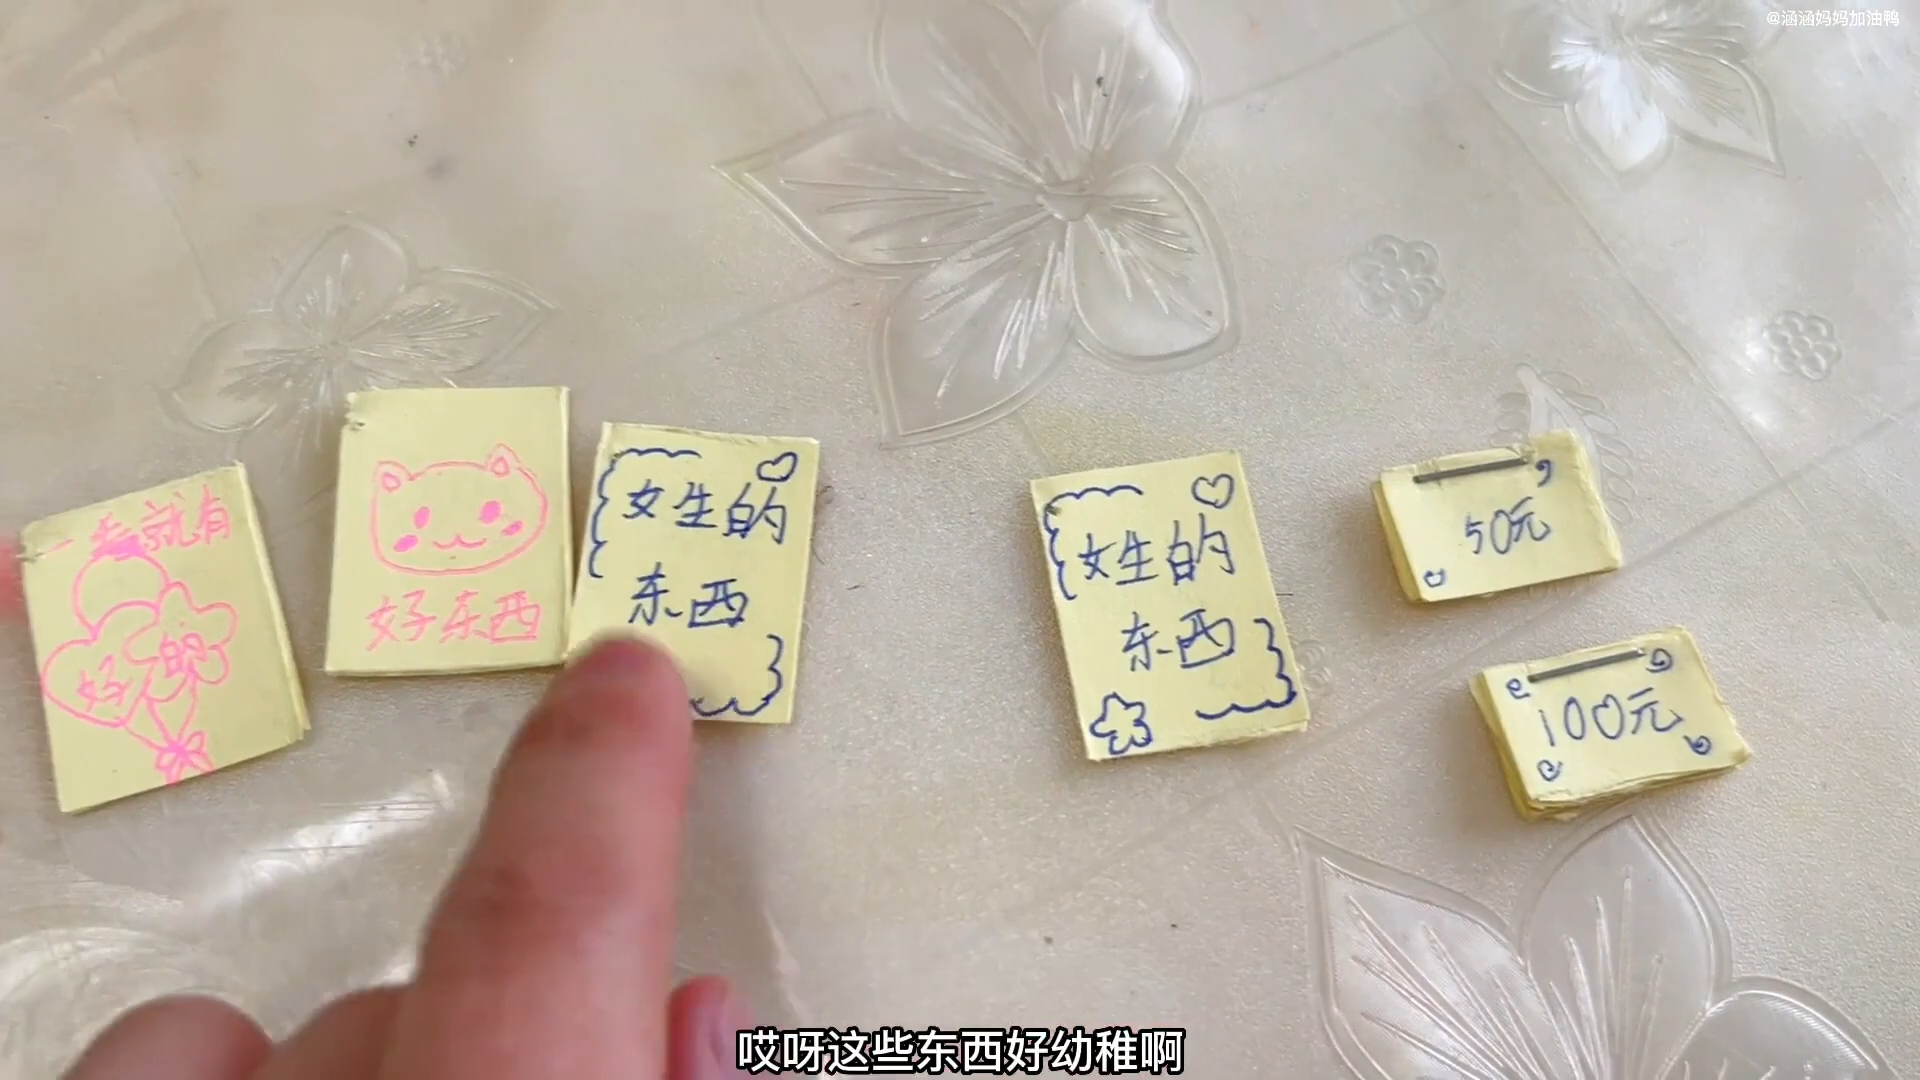 @涵涵妈妈加油鸭
一走就有
好哭
好东西
女生的
东西
女生的
东西
50元
100元
哎呀这些东西好幼稚啊